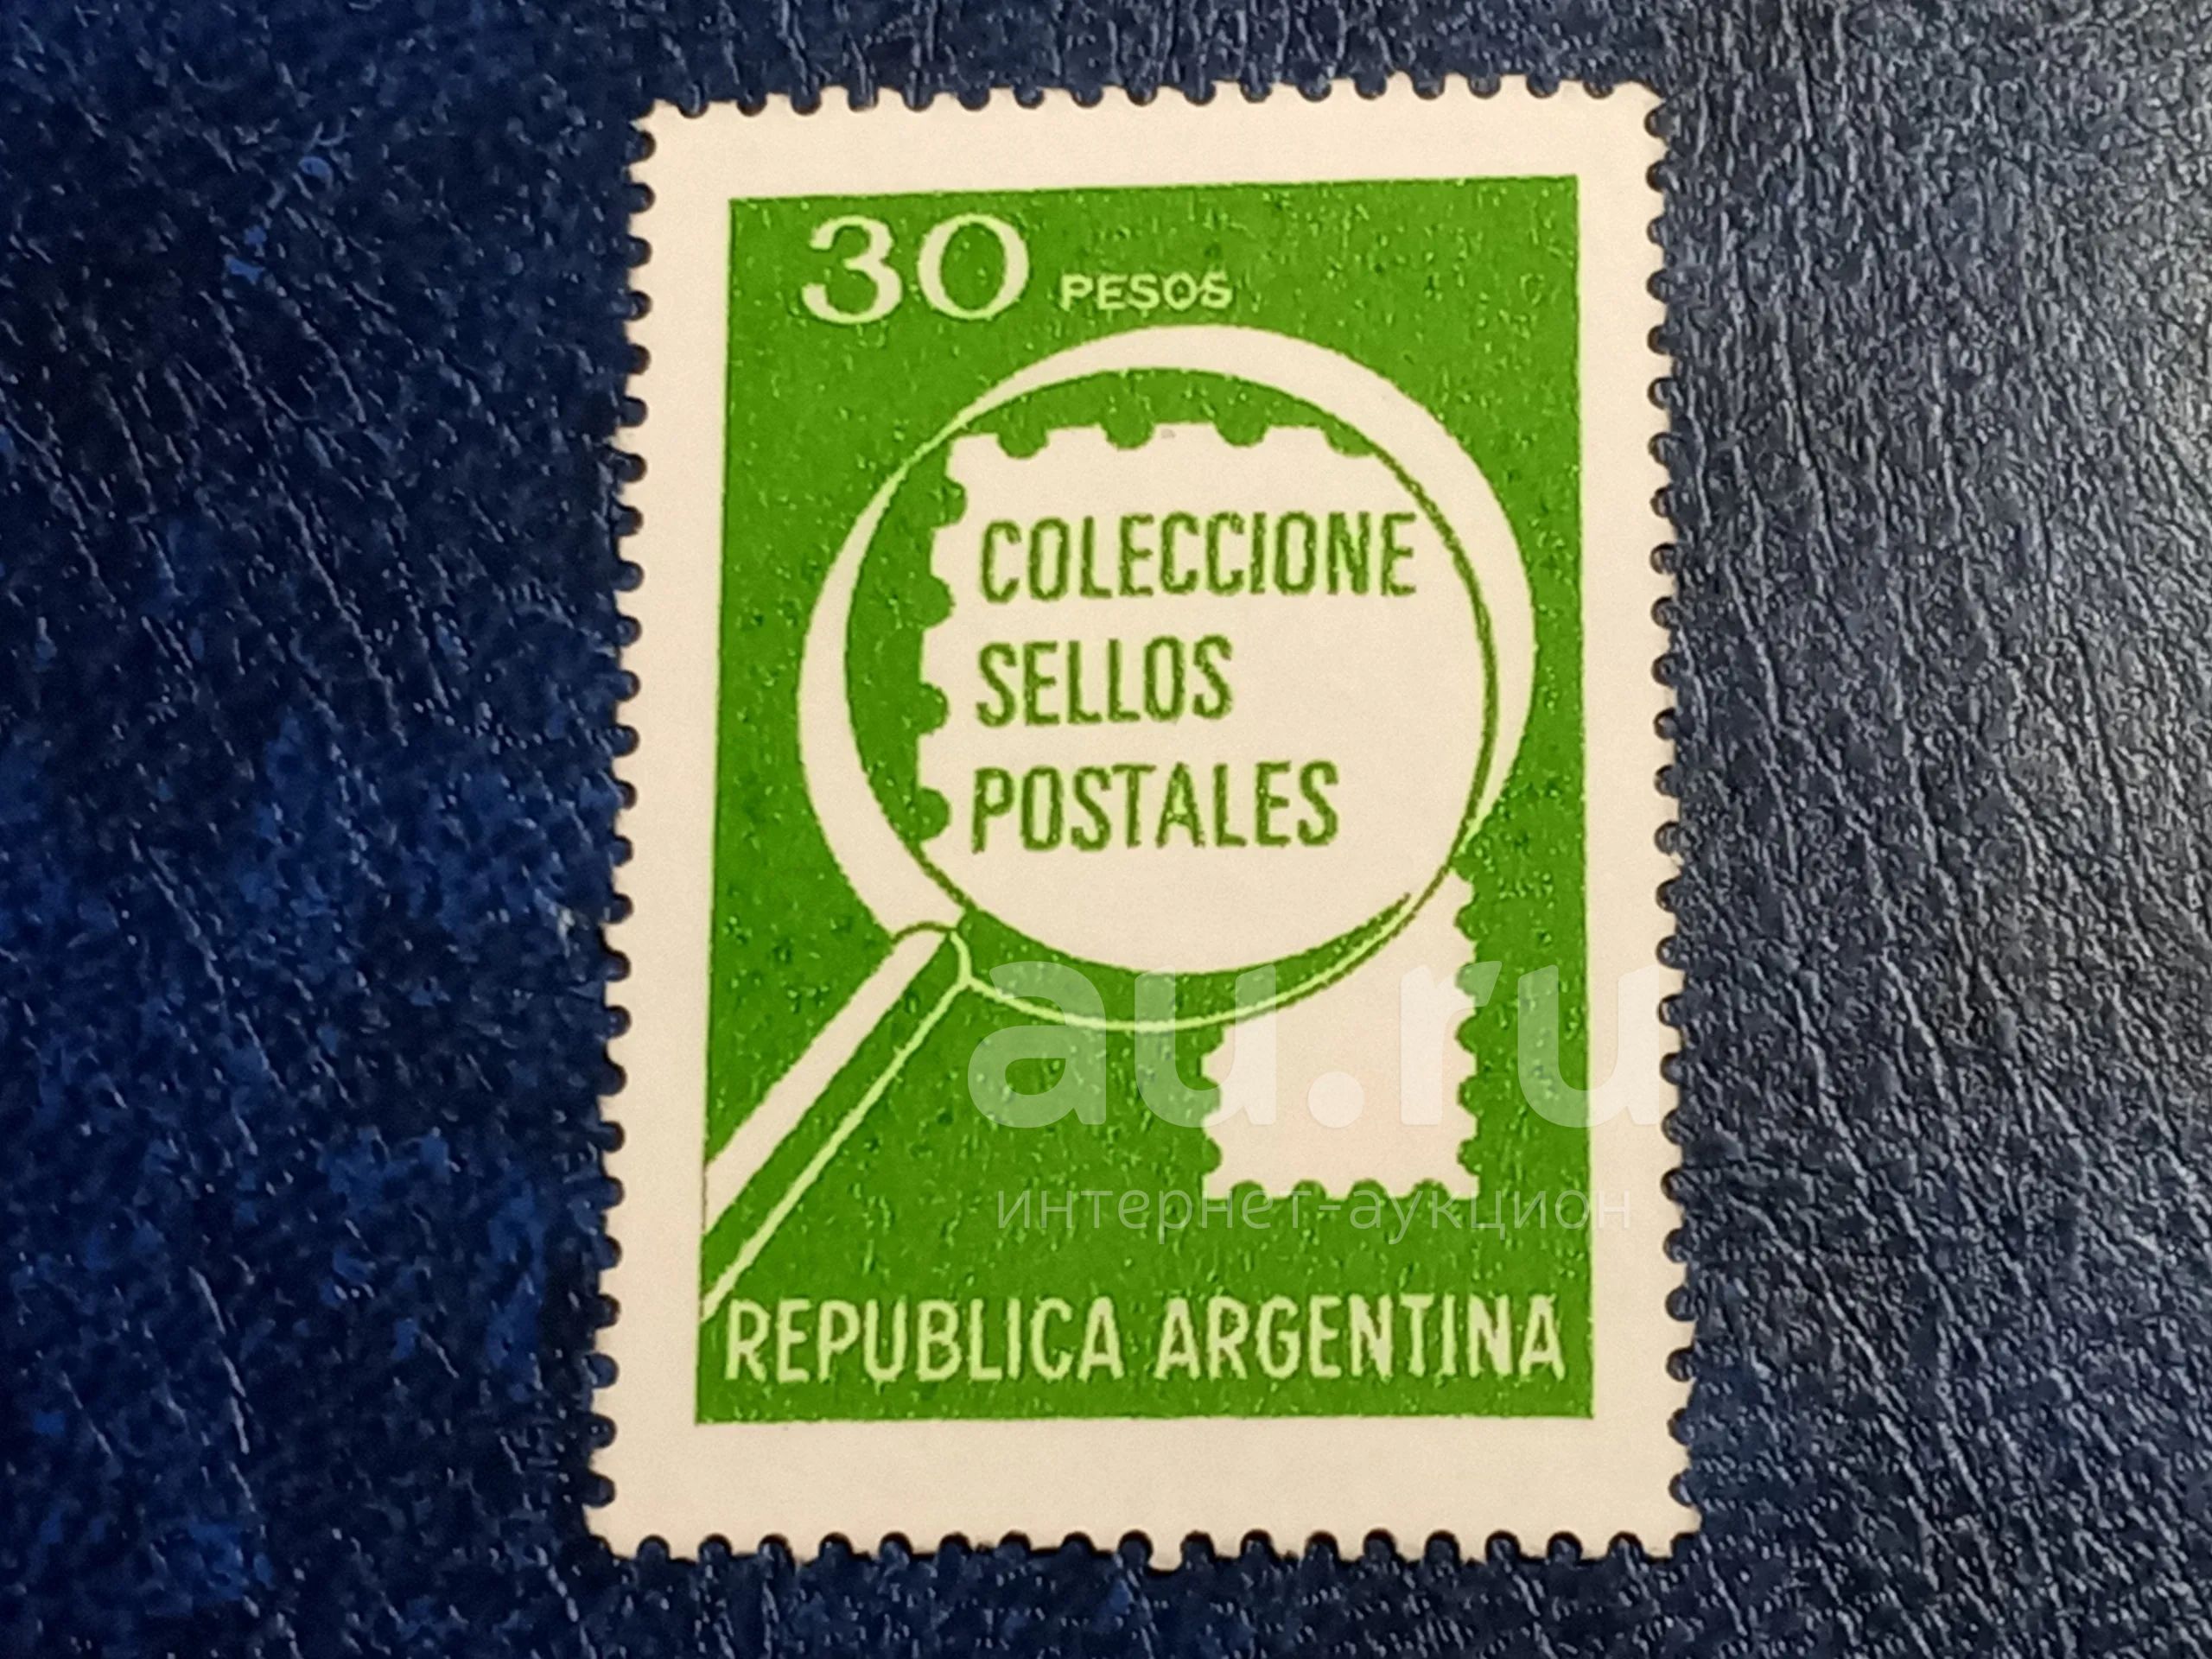 30 PESOS
COLECCIONE
SELLOS
POSTALES
au.ru
интернет-аукцион
REPUBLICA ARGENTINA